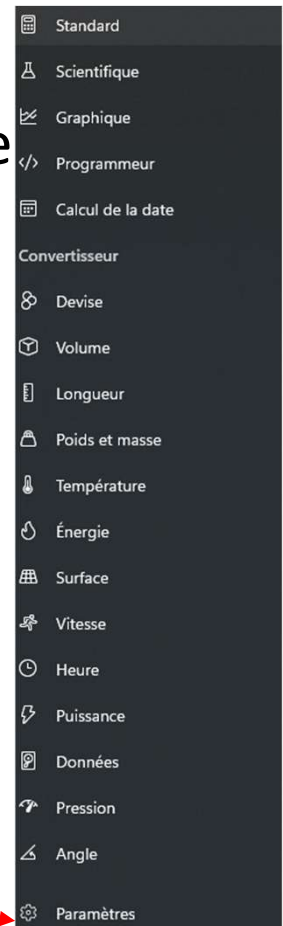 Standard
Scientifique
Graphique
e
Programmeur
Calcul de la date
Convertisseur
Devise
Volume
Longueur
Poids et masse
Température
Énergie
Surface
Vitesse
Heure
Puissance
Données
Pression
Angle
Paramètres